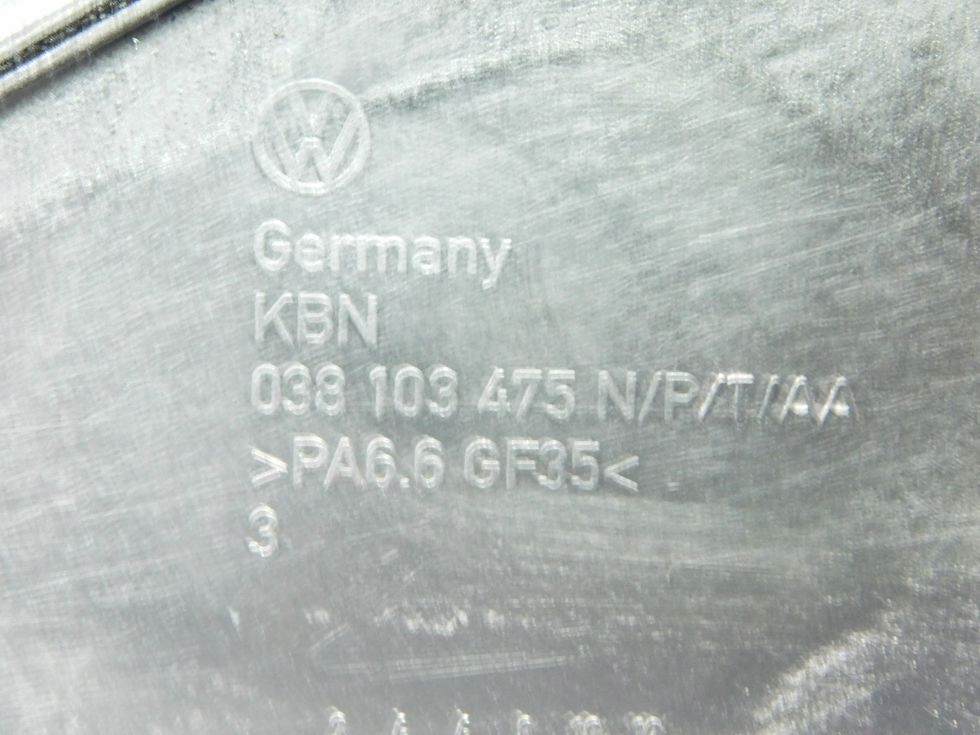 Germany
KBN
038 103 475 N/P/T/AA
>PA6.6 GF35<
3